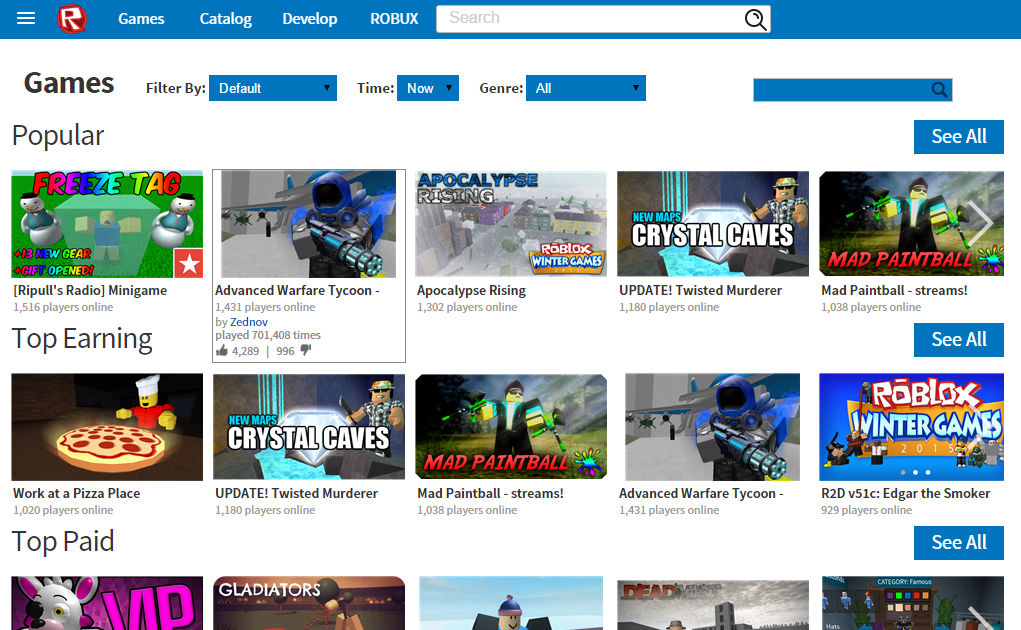 Games Catalog Develop ROBUX Search
Games Filter By: Default Time: Now Genre: All
Popular See All
FREEZE TAG
+13 NEW GEAR
+GIFT OPENED!
APOCALYPSE
RISING
ROBLOX
WINTER GAMES
NEW MAPS
CRYSTAL CAVES
MAD PAINTBALL
[Ripull's Radio] Minigame
1,516 players online
Advanced Warfare Tycoon -
1,431 players online
by Zednov
played 701,408 times
4,289 | 996
Apocalypse Rising
1,302 players online
UPDATE! Twisted Murderer
1,180 players online
Mad Paintball - streams!
1,038 players online
Top Earning See All
NEW MAPS
CRYSTAL CAVES
MAD PAINTBALL
ROBLOX
WINTER GAMES
2015
Work at a Pizza Place
1,020 players online
UPDATE! Twisted Murderer
1,180 players online
Mad Paintball - streams!
1,038 players online
Advanced Warfare Tycoon -
1,431 players online
R2D v51c: Edgar the Smoker
929 players online
Top Paid See All
VIP
GLADIATORS
CATEGORY: Famous
Hats